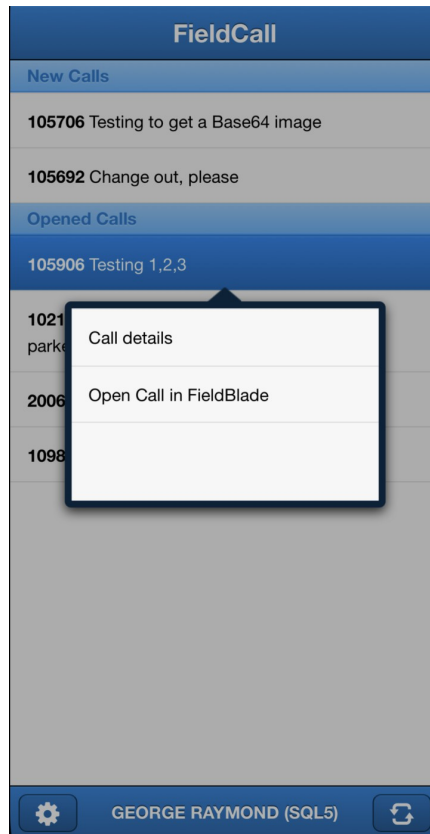 FieldCall
New Calls
105706 Testing to get a Base64 image
105692 Change out, please
Opened Calls
105906 Testing 1,2,3
1021
parke
Call details
2006
Open Call in FieldBlade
1098
GEORGE RAYMOND (SQL5)